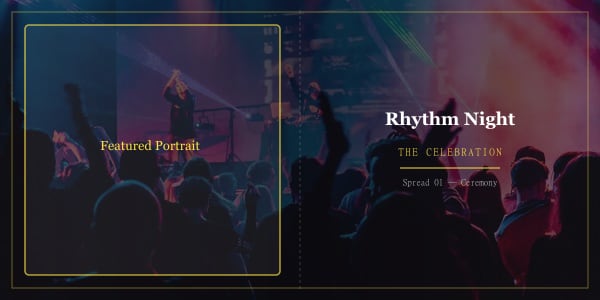 Featured Portrait
Rhythm Night
THE CELEBRATION
Spread 01 — Ceremony